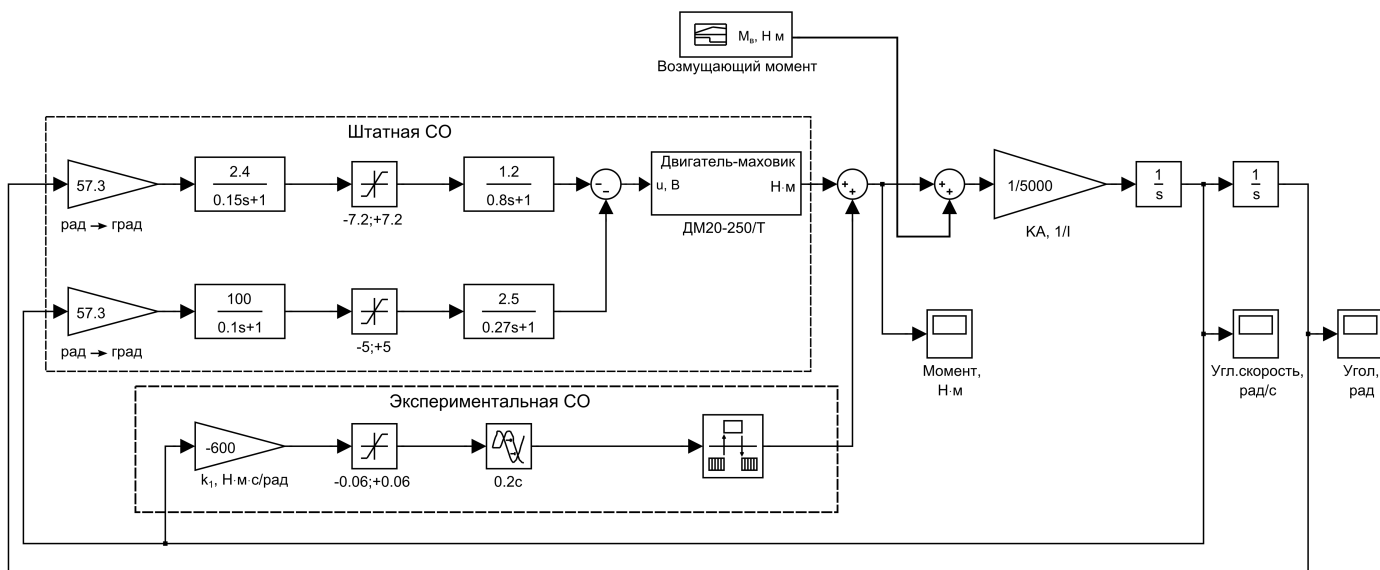 Mв, Н·м
Возмущающий момент
Штатная СО
57.3
рад → град
2.4
0.15s+1
-7.2;+7.2
1.2
0.8s+1
Двигатель-маховик
u, В
Н·м
ДМ20-250/Т
1/5000
КА, 1/I
1
s
1
s
57.3
рад → град
100
0.1s+1
-5;+5
2.5
0.27s+1
Момент,
Н·м
Угл.скорость,
рад/с
Угол,
рад
Экспериментальная СО
-600
k₁, Н·м·с/рад
-0.06;+0.06
0.2с